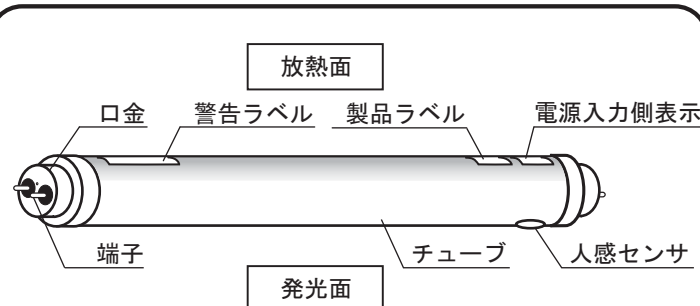 放熱面
口金 警告ラベル 製品ラベル 電源入力側表示
端子 チューブ 人感センサ
発光面